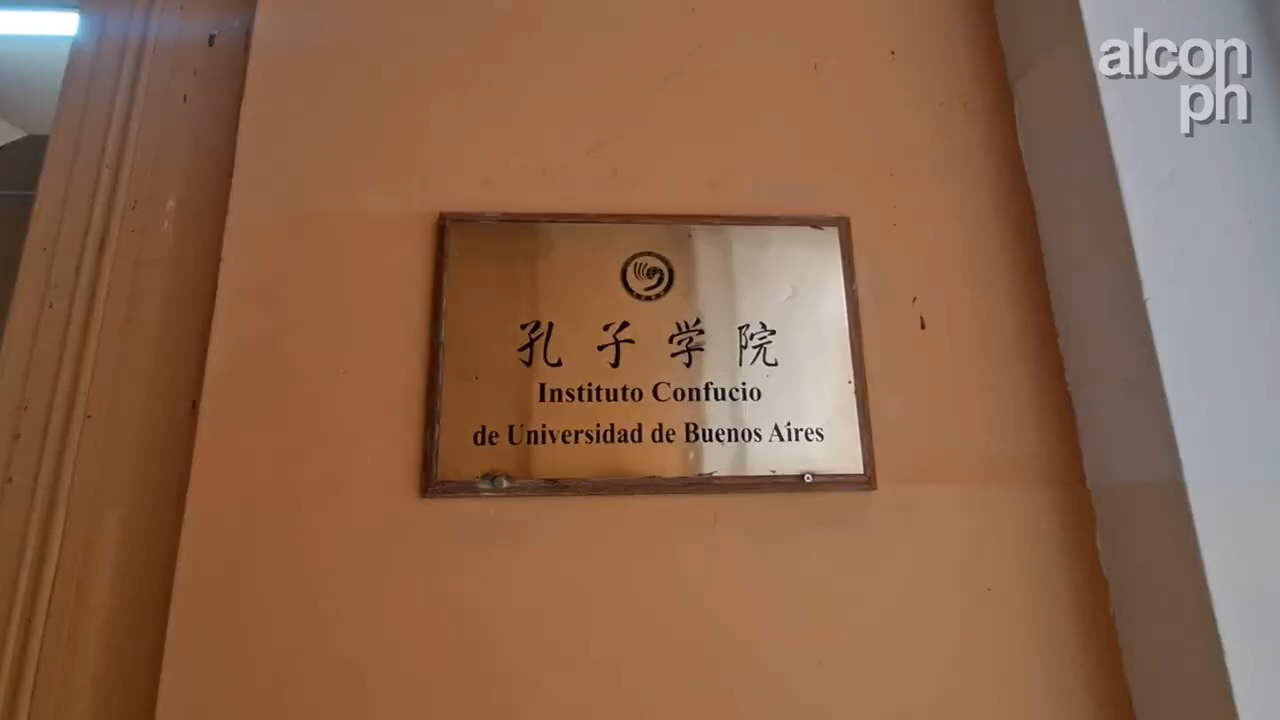 alcon
ph
孔子学院
Instituto Confucio
de Universidad de Buenos Aires